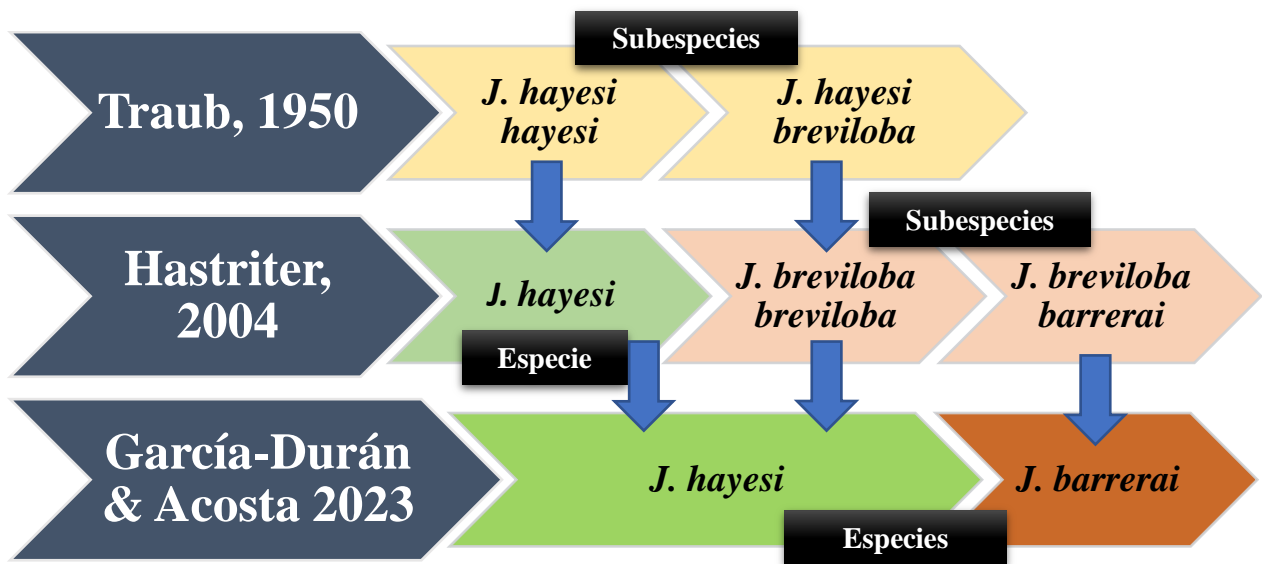 Subespecies
Traub, 1950
J. hayesi
hayesi
J. hayesi
breviloba
Subespecies
Hastriter,
2004
J. hayesi
J. breviloba
breviloba
J. breviloba
barrerai
Especie
García-Durán
& Acosta 2023
J. hayesi
J. barrerai
Especies